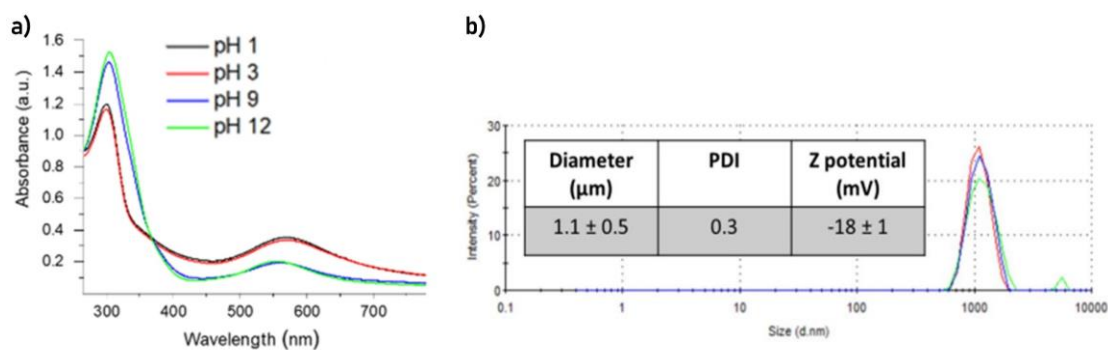 a)
Absorbance (a.u.)
1.6
1.4
1.2
1.0
0.8
0.6
0.4
0.2
pH 1
pH 3
pH 9
pH 12
300 400 500 600 700
Wavelength (nm)
b)
Intensity (Percent)
30
20
10
0
Diameter (μm) PDI Z potential (mV)
1.1 ± 0.5 0.3 -18 ± 1
0.1 1 10 100 1000 10000
Size (d.nm)